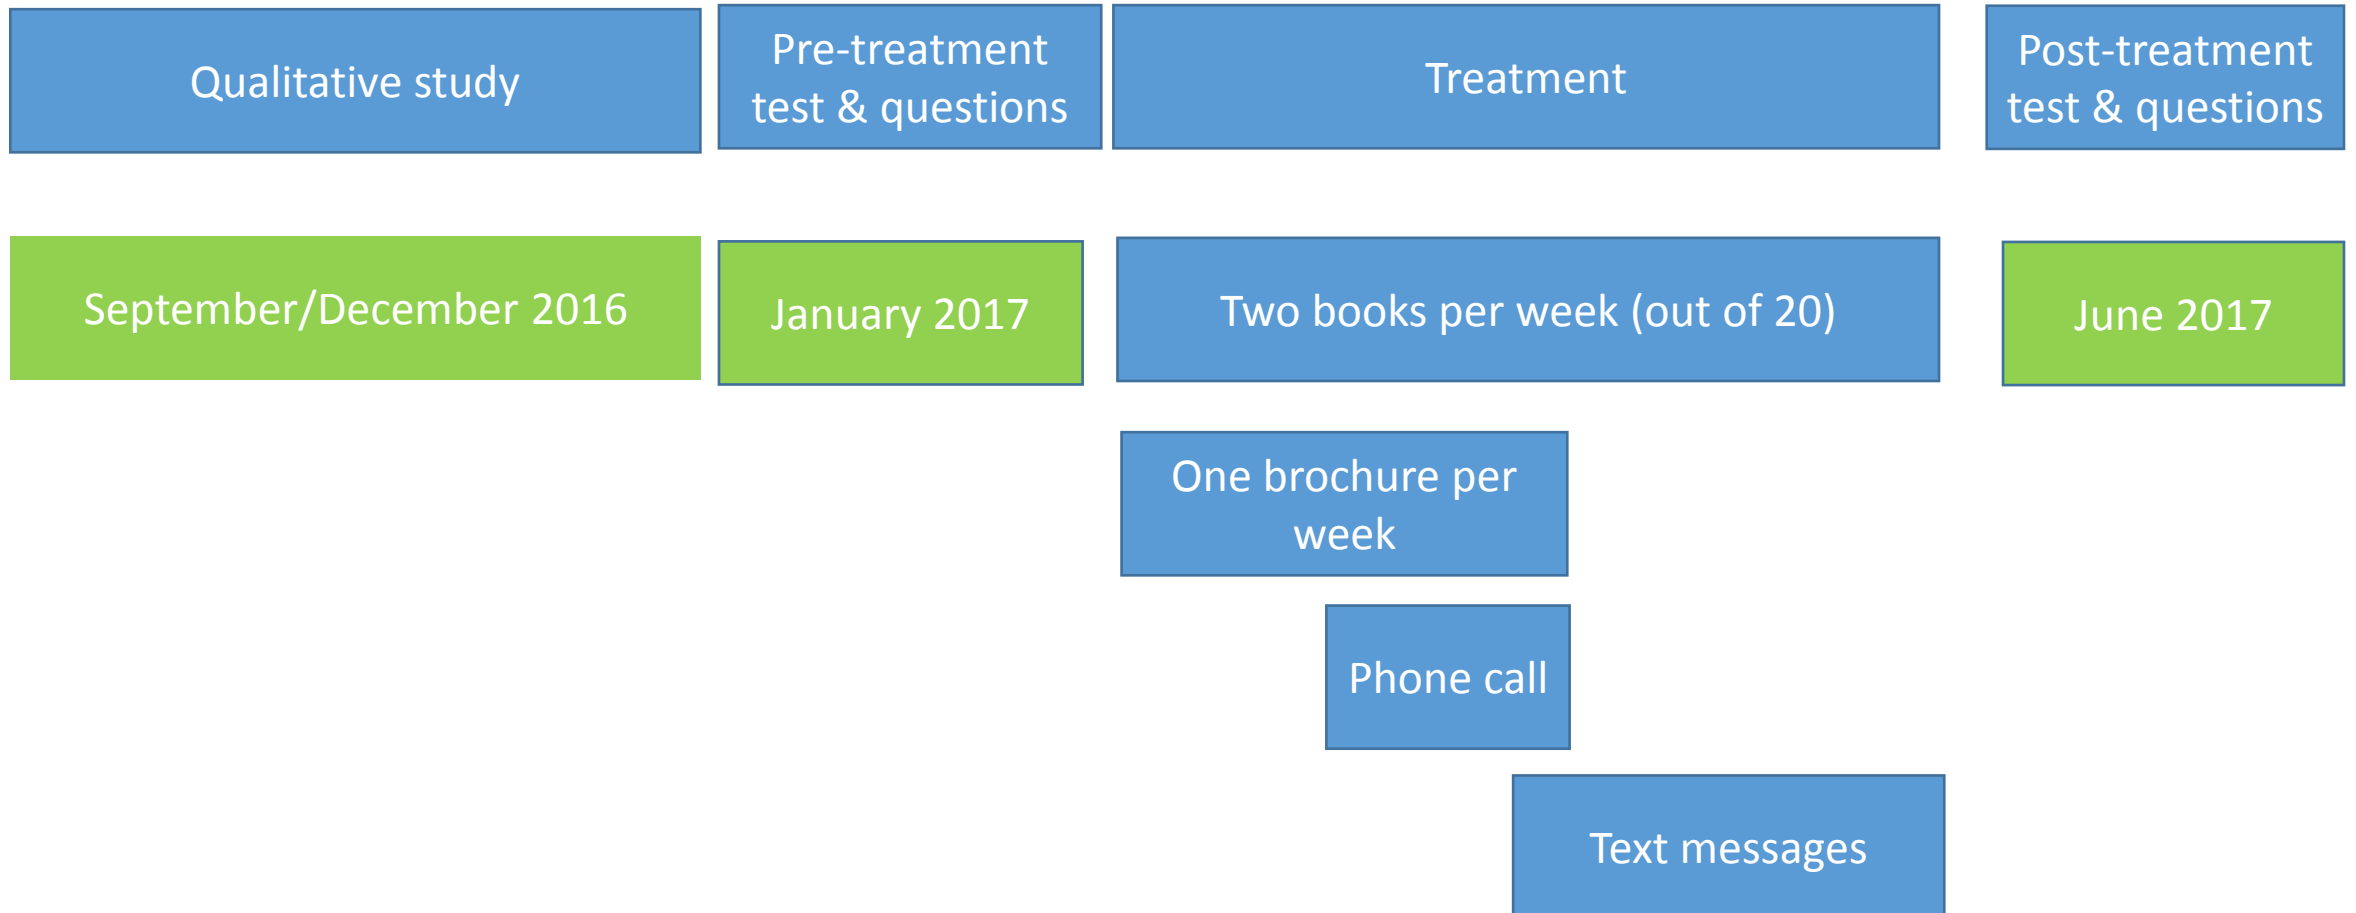 Qualitative study
Pre-treatment
test & questions
Treatment
Post-treatment
test & questions
September/December 2016
January 2017
Two books per week (out of 20)
June 2017
One brochure per
week
Phone call
Text messages